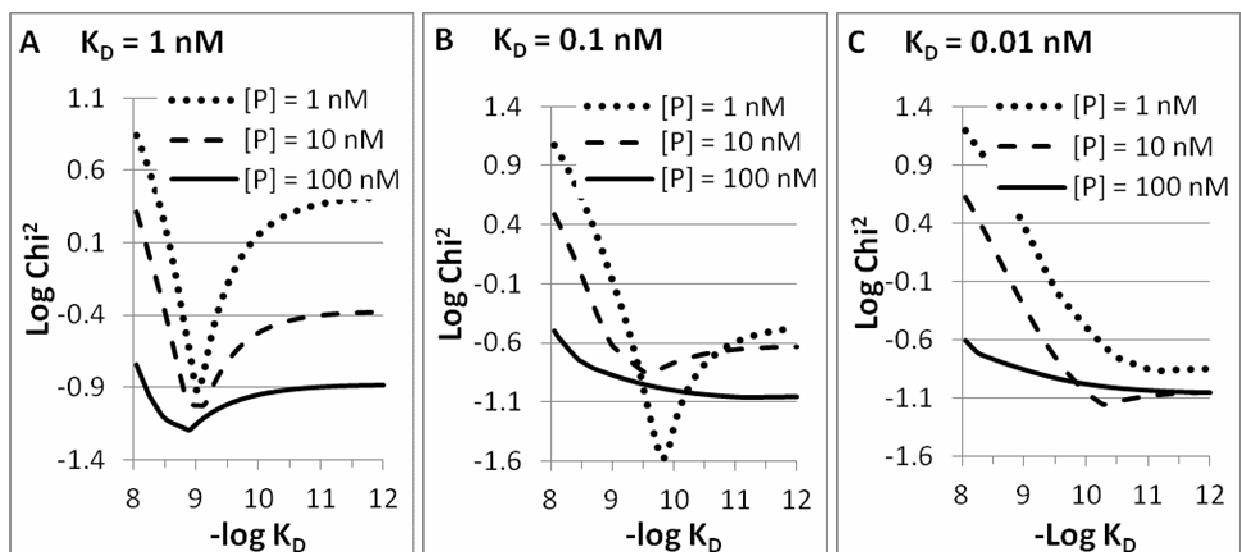 A K_D = 1 nM
[P] = 1 nM
[P] = 10 nM
[P] = 100 nM
1.1
0.6
0.1
-0.4
-0.9
-1.4
Log Chi²
8 9 10 11 12
-log K_D
B K_D = 0.1 nM
[P] = 1 nM
[P] = 10 nM
[P] = 100 nM
1.4
0.9
0.4
-0.1
-0.6
-1.1
-1.6
Log Chi²
8 9 10 11 12
-log K_D
C K_D = 0.01 nM
[P] = 1 nM
[P] = 10 nM
[P] = 100 nM
1.4
0.9
0.4
-0.1
-0.6
-1.1
-1.6
Log Chi²
8 9 10 11 12
-Log K_D